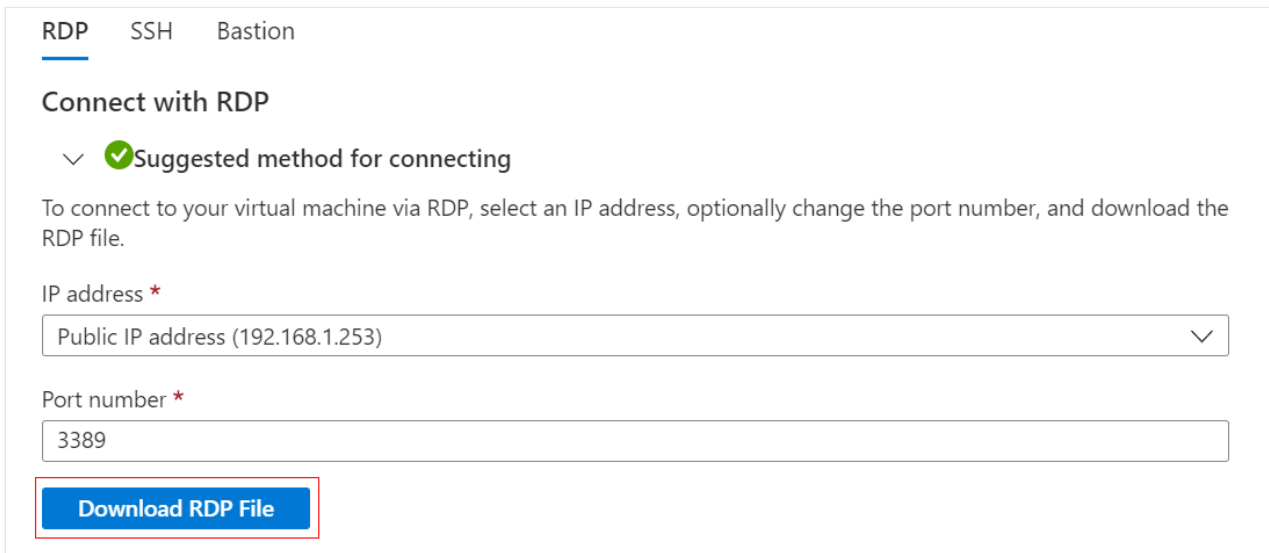 RDP SSH Bastion
Connect with RDP
Suggested method for connecting
To connect to your virtual machine via RDP, select an IP address, optionally change the port number, and download the
RDP file.
IP address *
Public IP address (192.168.1.253)
Port number *
3389
Download RDP File